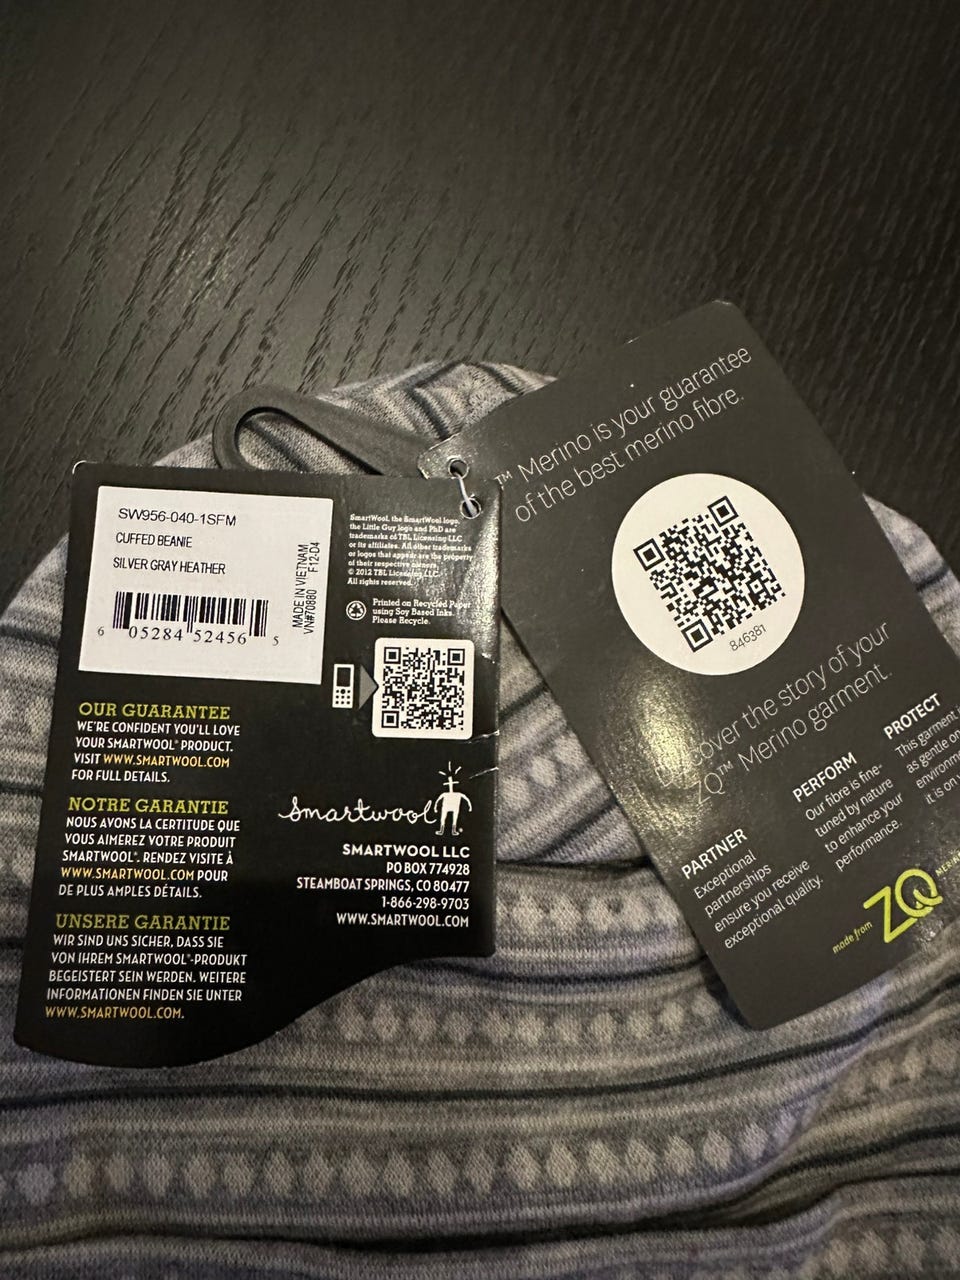 SW956-040-1SFM
CUFFED BEANIE
SILVER GRAY HEATHER
MADE IN VIETNAM
VN#70880 F12-D4
6 05284 52456 5
SmartWool, the SmartWool logo,
the Little Guy logo and PhD are
trademarks of TBL Licensing LLC
or its affiliates. All other trademarks
or logos that appear are the property
of their respective owners.
© 2012 TBL Licensing LLC.
All rights reserved.
Printed on Recycled Paper
using Soy Based Inks.
Please Recycle.
OUR GUARANTEE
WE'RE CONFIDENT YOU'LL LOVE
YOUR SMARTWOOL® PRODUCT.
VISIT WWW.SMARTWOOL.COM
FOR FULL DETAILS.
NOTRE GARANTIE
NOUS AVONS LA CERTITUDE QUE
VOUS AIMEREZ VOTRE PRODUIT
SMARTWOOL®. RENDEZ VISITE À
WWW.SMARTWOOL.COM POUR
DE PLUS AMPLES DÉTAILS.
UNSERE GARANTIE
WIR SIND UNS SICHER, DASS SIE
VON IHREM SMARTWOOL®-PRODUKT
BEGEISTERT SEIN WERDEN. WEITERE
INFORMATIONEN FINDEN SIE UNTER
WWW.SMARTWOOL.COM.
smartwool
SMARTWOOL LLC
PO BOX 774928
STEAMBOAT SPRINGS, CO 80477
1-866-298-9703
WWW.SMARTWOOL.COM
™ Merino is your guarantee
of the best merino fibre.
846381
Discover the story of your
ZQ™ Merino garment.
PARTNER
Exceptional
partnerships
ensure you receive
exceptional quality.
PERFORM
Our fibre is fine-
tuned by nature
to enhance your
performance.
PROTECT
This garment
as gentle on
it is on
made from ZQ